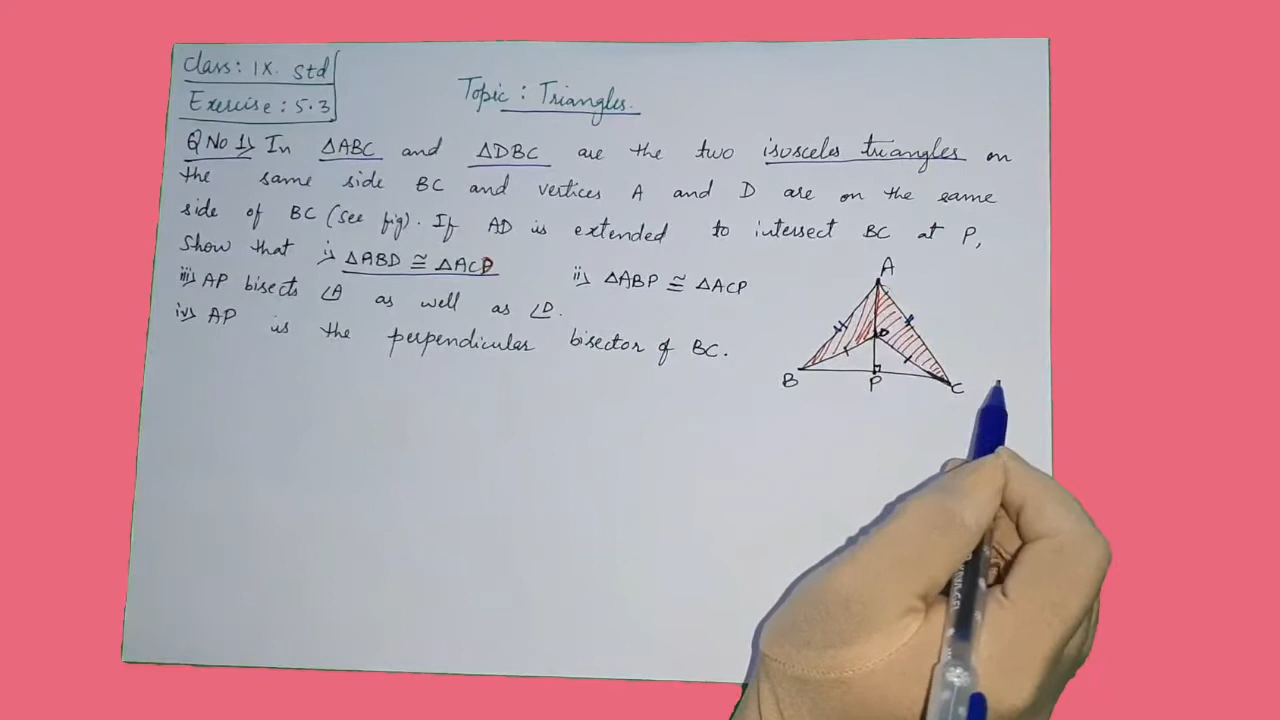 Class: IX. Std
Exercise: 5.3
Topic: Triangles.
Q No 1) In ΔABC and ΔDBC are the two isosceles triangles on
the same side BC and vertices A and D are on the same
side of BC (see fig). If AD is extended to intersect BC at P,
Show that i) ΔABD ≅ ΔACD ii) ΔABP ≅ ΔACP
iii) AP bisects ∠A as well as ∠D.
iv) AP is the perpendicular bisector of BC.
A
D
B P C